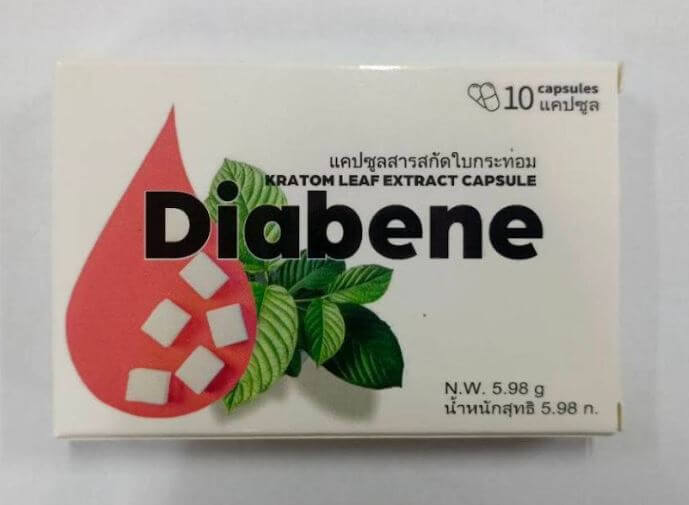 10 capsules
แคปซูล
แคปซูลสารสกัดใบกระท่อม
KRATOM LEAF EXTRACT CAPSULE
Diabene
N.W. 5.98 g
น้ำหนักสุทธิ 5.98 ก.